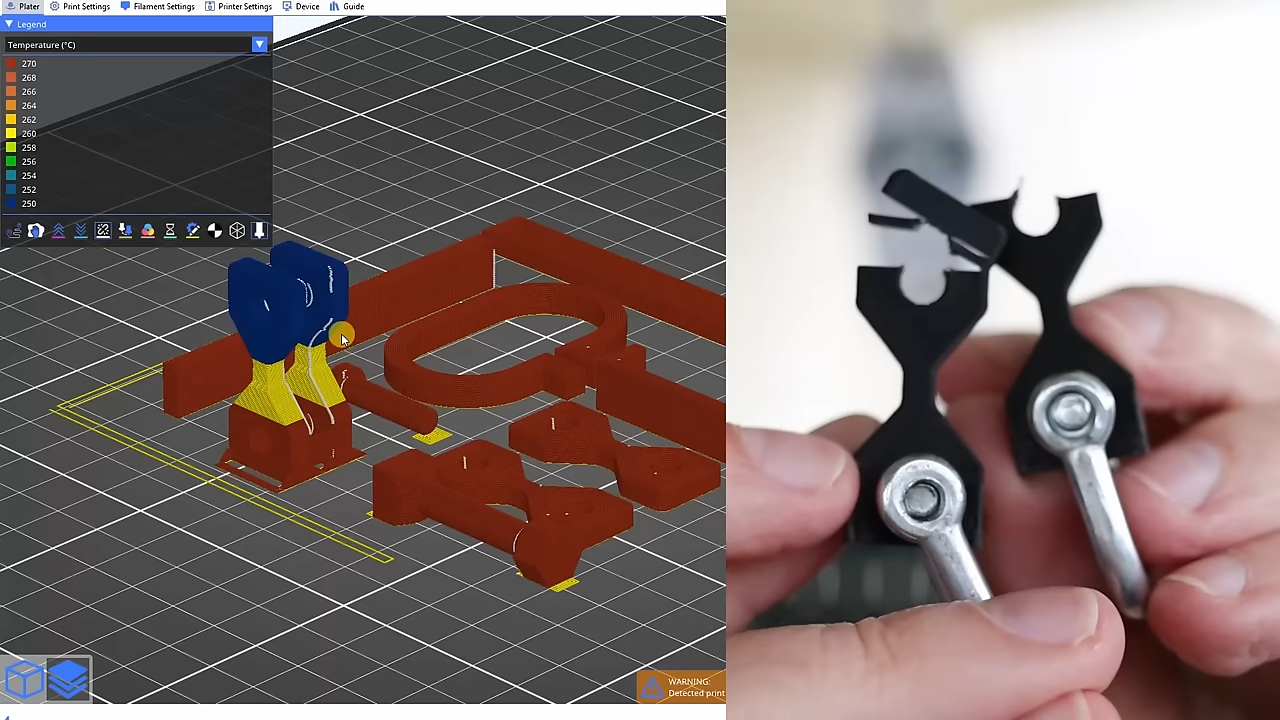 Plater Print Settings Filament Settings Printer Settings Device Guide
Legend
Temperature (°C)
270
268
266
264
262
260
258
256
254
252
250
WARNING:
Detected print